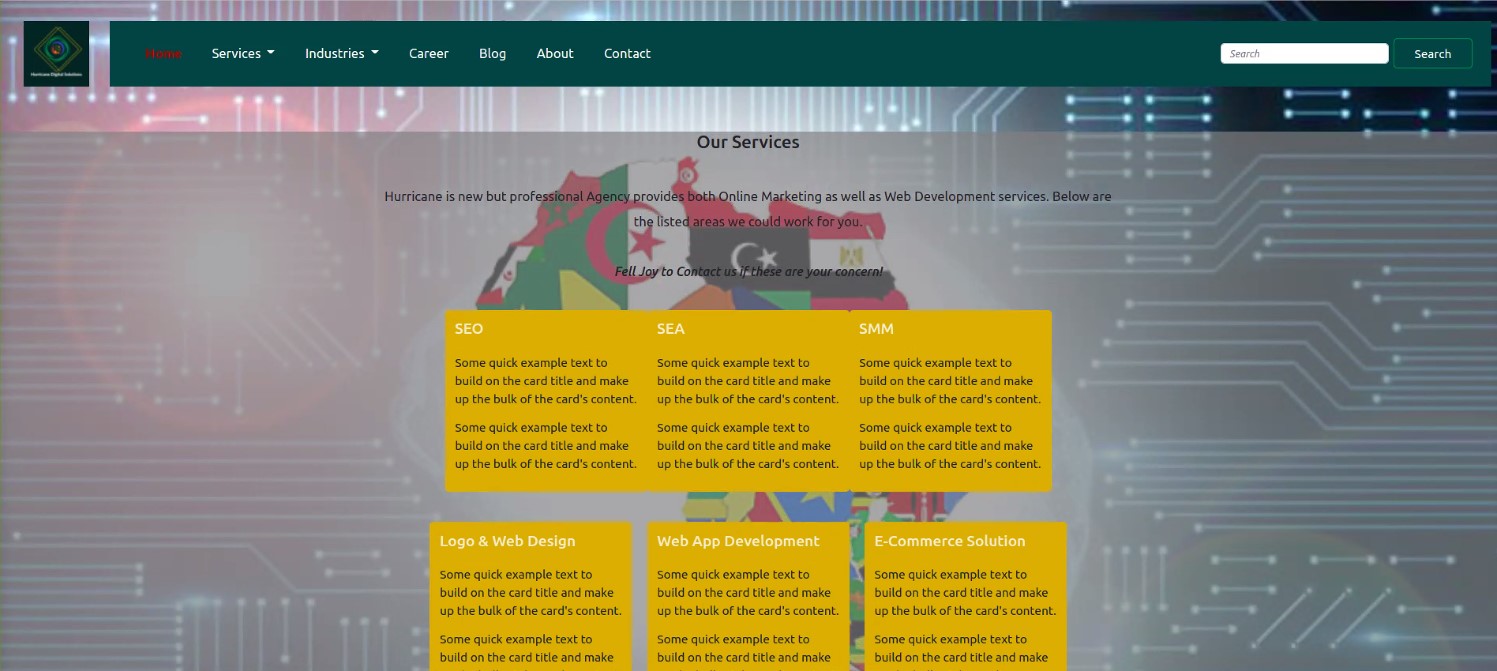 Hurricane Digital Solutions
Home Services Industries Career Blog About Contact Search Search
Our Services
Hurricane is new but professional Agency provides both Online Marketing as well as Web Development services. Below are
the listed areas we could work for you.
Fell Joy to Contact us if these are your concern!
SEO
Some quick example text to
build on the card title and make
up the bulk of the card's content.
Some quick example text to
build on the card title and make
up the bulk of the card's content.
SEA
Some quick example text to
build on the card title and make
up the bulk of the card's content.
Some quick example text to
build on the card title and make
up the bulk of the card's content.
SMM
Some quick example text to
build on the card title and make
up the bulk of the card's content.
Some quick example text to
build on the card title and make
up the bulk of the card's content.
Logo & Web Design
Some quick example text to
build on the card title and make
up the bulk of the card's content.
Some quick example text to
build on the card title and make
Web App Development
Some quick example text to
build on the card title and make
up the bulk of the card's content.
Some quick example text to
build on the card title and make
E-Commerce Solution
Some quick example text to
build on the card title and make
up the bulk of the card's content.
Some quick example text to
build on the card title and make